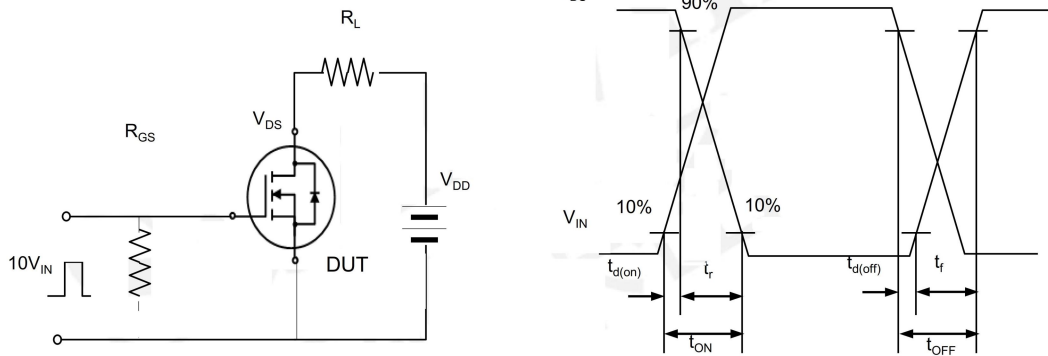 R_L
R_GS
V_DS
V_DD
10V_IN
DUT
90%
V_IN
10%
10%
t_d(on)
t_r
t_d(off)
t_f
t_ON
t_OFF